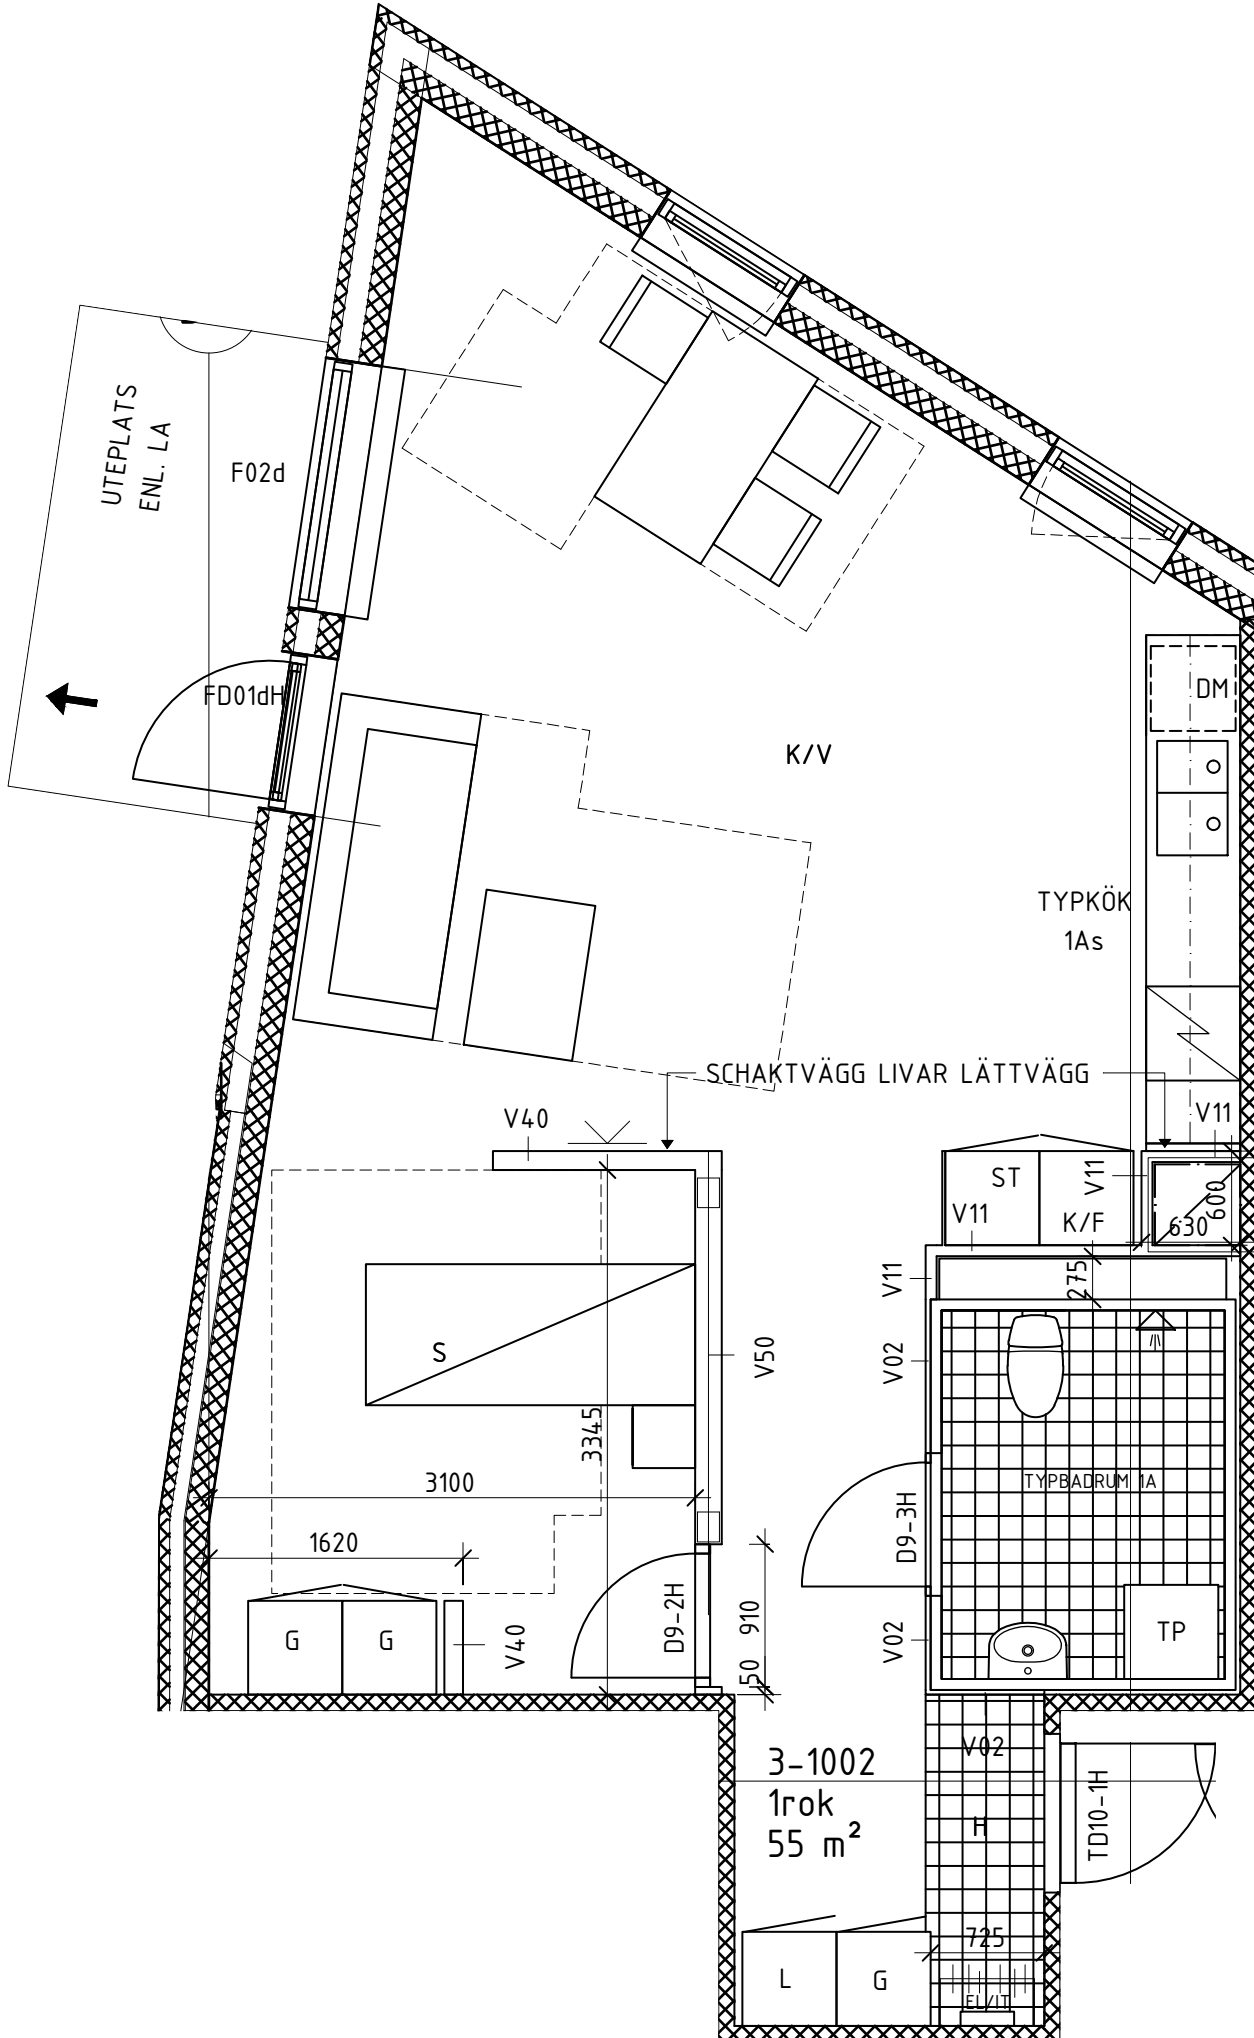 UTEPLATS
ENL. LA
F02d
FD01dH
K/V
DM
TYPKÖK
1As
SCHAKTVÄGG LIVAR LÄTTVÄGG
V40
V11
ST
V11
600
V11
K/F
630
V11
275
S
V50
V02
3345
3100
TYPBADRUM 1A
D9-3H
1620
910
D9-2H
G
G
V40
V02
TP
50
V02
3-1002
1rok
55 m²
H
TD10-1H
725
L
G
EL/IT